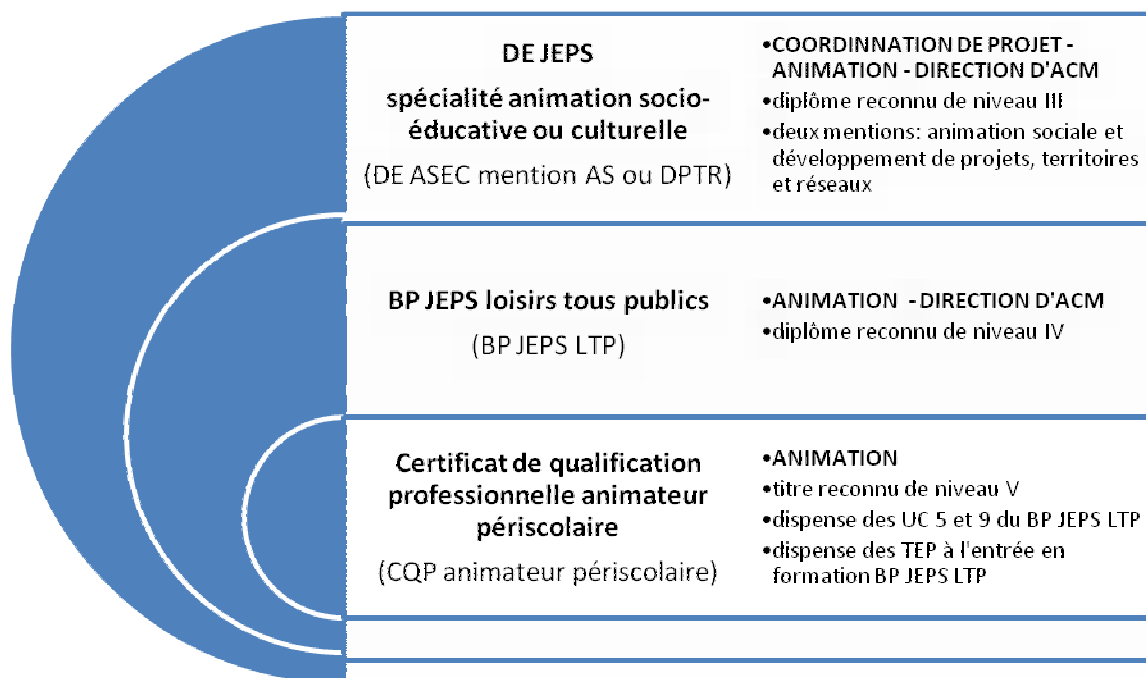 DE JEPS
spécialité animation socio-
éducative ou culturelle
(DE ASEC mention AS ou DPTR)
•COORDINNATION DE PROJET -
ANIMATION - DIRECTION D'ACM
•diplôme reconnu de niveau III
•deux mentions: animation sociale et
développement de projets, territoires
et réseaux
BP JEPS loisirs tous publics
(BP JEPS LTP)
•ANIMATION - DIRECTION D'ACM
•diplôme reconnu de niveau IV
Certificat de qualification
professionnelle animateur
périscolaire
(CQP animateur périscolaire)
•ANIMATION
•titre reconnu de niveau V
•dispense des UC 5 et 9 du BP JEPS LTP
•dispense des TEP à l'entrée en
formation BP JEPS LTP